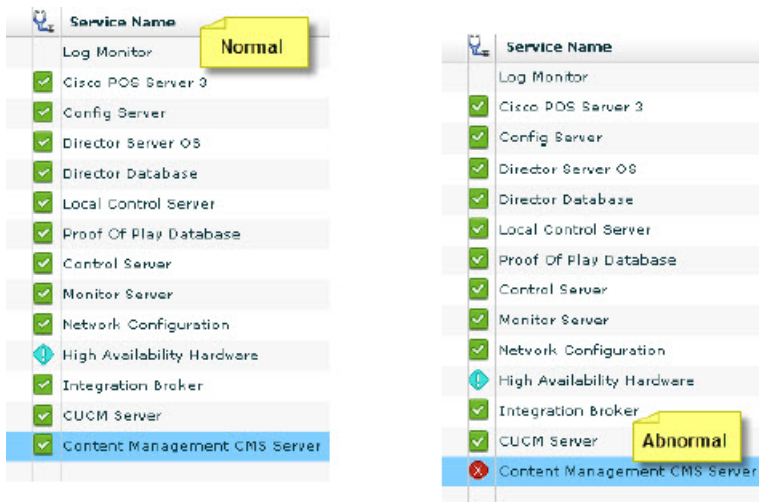 Service Name
Normal
Log Monitor
Cisco POS Server 3
Config Server
Director Server OS
Director Database
Local Control Server
Proof Of Play Database
Control Server
Monitor Server
Network Configuration
High Availability Hardware
Integration Broker
CUCM Server
Content Management CMS Server
Service Name
Log Monitor
Cisco POS Server 3
Config Server
Director Server OS
Director Database
Local Control Server
Proof Of Play Database
Control Server
Monitor Server
Network Configuration
High Availability Hardware
Integration Broker
CUCM Server
Abnormal
Content Management CMS Server